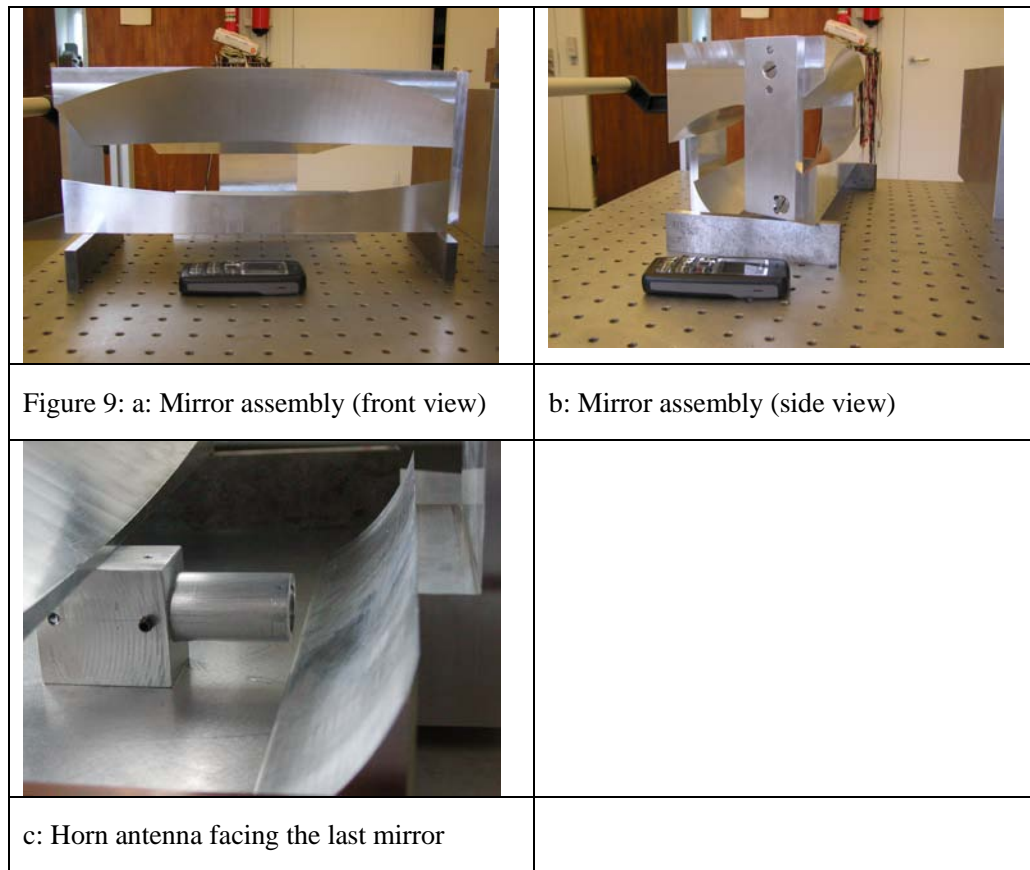 Figure 9: a: Mirror assembly (front view)
b: Mirror assembly (side view)
c: Horn antenna facing the last mirror